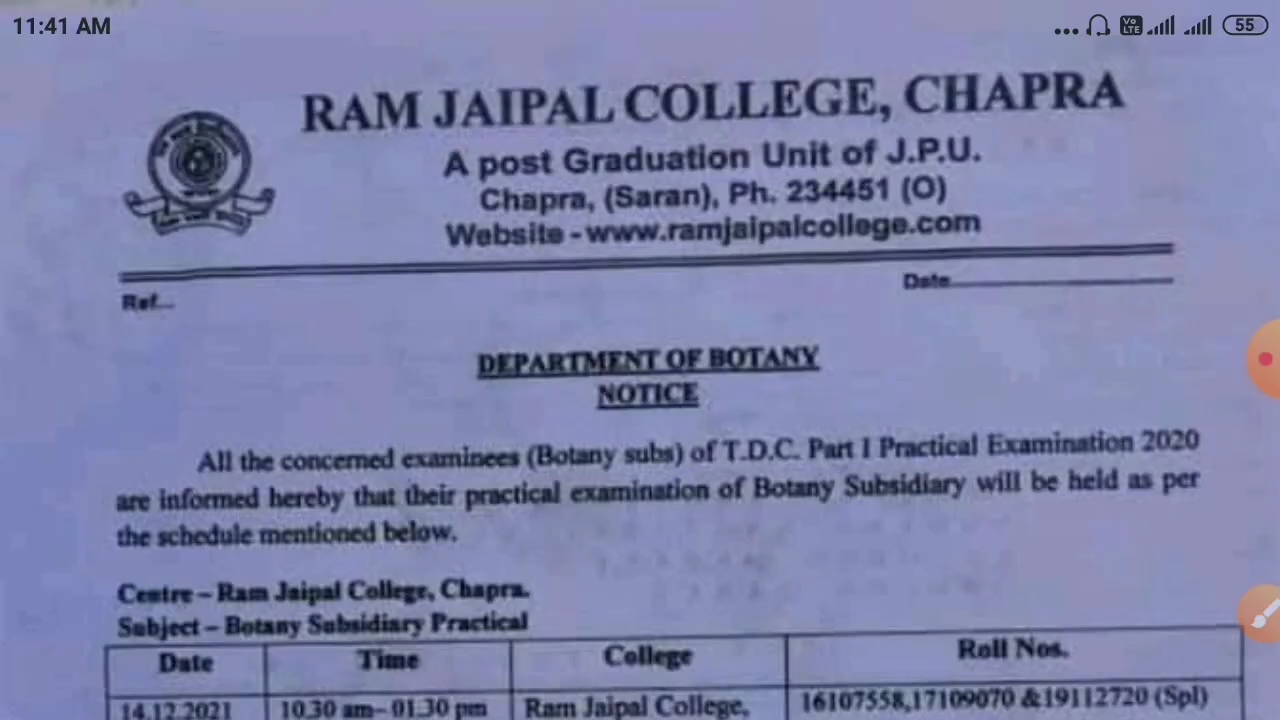 11:41 AM
... Vo LTE 55
RAM JAIPAL COLLEGE, CHAPRA
A post Graduation Unit of J.P.U.
Chapra, (Saran), Ph. 234451 (O)
Website - www.ramjaipalcollege.com
Ref...
Date
DEPARTMENT OF BOTANY
NOTICE
All the concerned examinees (Botany subs) of T.D.C. Part I Practical Examination 2020
are informed hereby that their practical examination of Botany Subsidiary will be held as per
the schedule mentioned below.
Centre – Ram Jaipal College, Chapra.
Subject – Botany Subsidiary Practical
Date Time College Roll Nos.
14.12.2021 10.30 am– 01.30 pm Ram Jaipal College, 16107558,17109070 &19112720 (Spl)